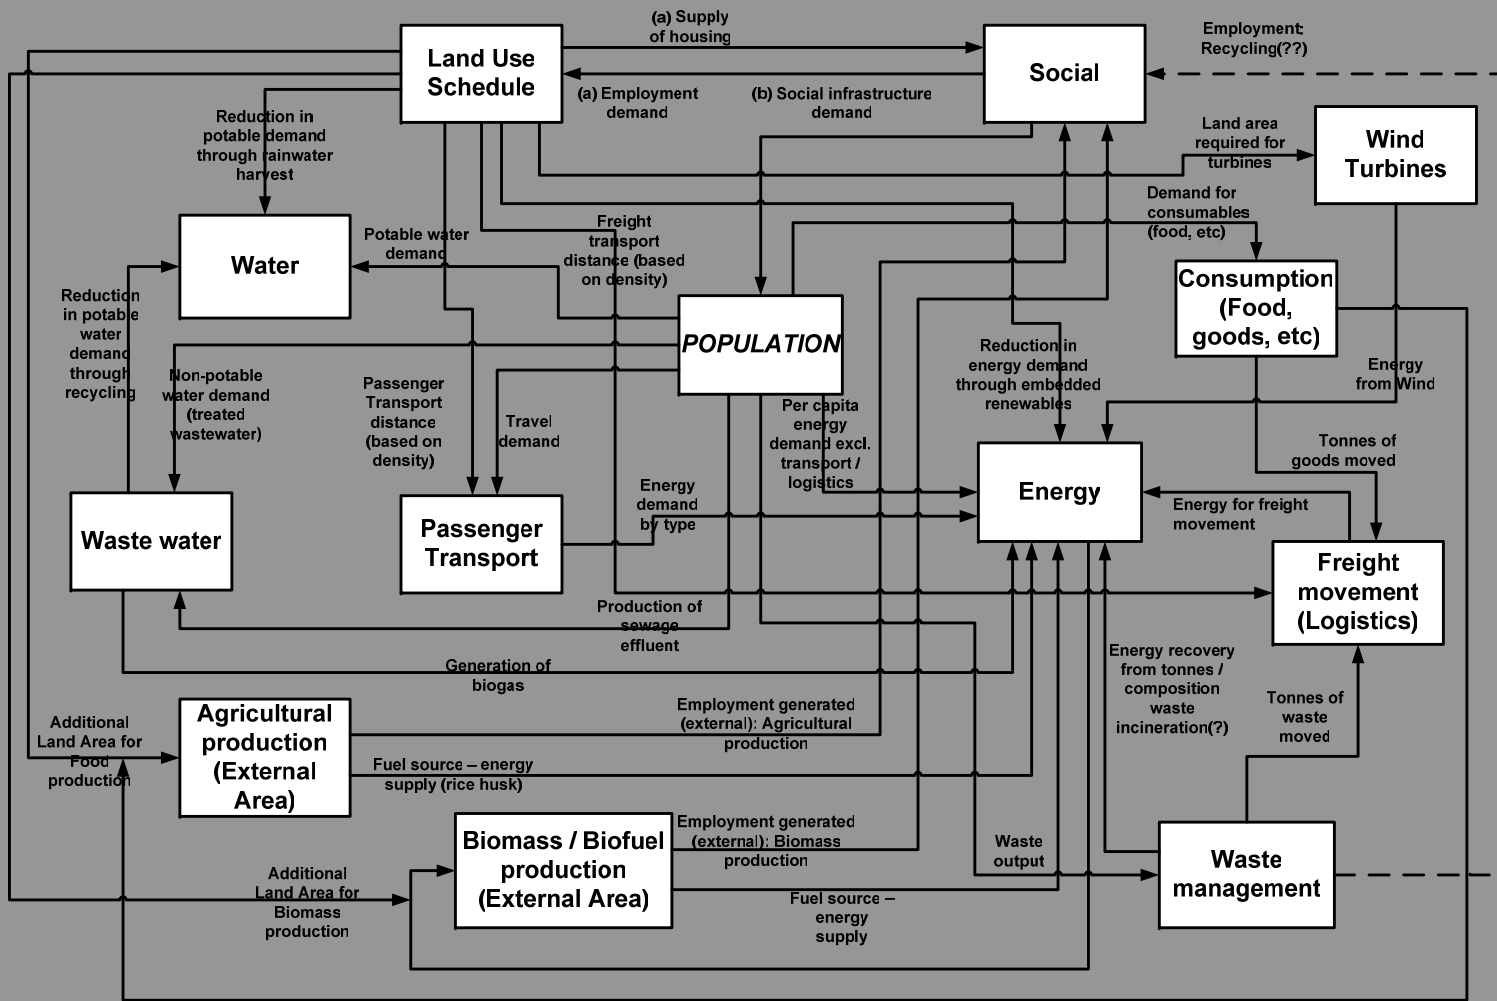 (a) Supply
of housing
Employment:
Recycling(??)
Land Use
Schedule
Social
(a) Employment
demand
(b) Social infrastructure
demand
Reduction in
potable demand
through rainwater
harvest
Land area
required for
turbines
Wind
Turbines
Demand for
consumables
(food, etc)
Potable water
demand
Freight
transport
distance (based
on density)
Water
Consumption
(Food,
goods, etc)
Reduction
in potable
water
demand
through
recycling
POPULATION
Reduction in
energy demand
through embedded
renewables
Energy
from Wind
Non-potable
water demand
(treated
wastewater)
Passenger
Transport
distance
(based on
density)
Travel
demand
Per capita
energy
demand excl.
transport /
logistics
Tonnes of
goods moved
Energy
demand
by type
Energy
Energy for freight
movement
Waste water
Passenger
Transport
Freight
movement
(Logistics)
Production of
sewage
effluent
Generation of
biogas
Energy recovery
from tonnes /
composition
waste
incineration(?)
Tonnes of
waste
moved
Additional
Land Area for
Food
production
Agricultural
production
(External
Area)
Employment generated
(external): Agricultural
production
Fuel source – energy
supply (rice husk)
Biomass / Biofuel
production
(External Area)
Employment generated
(external): Biomass
production
Waste
output
Waste
management
Additional
Land Area for
Biomass
production
Fuel source –
energy
supply